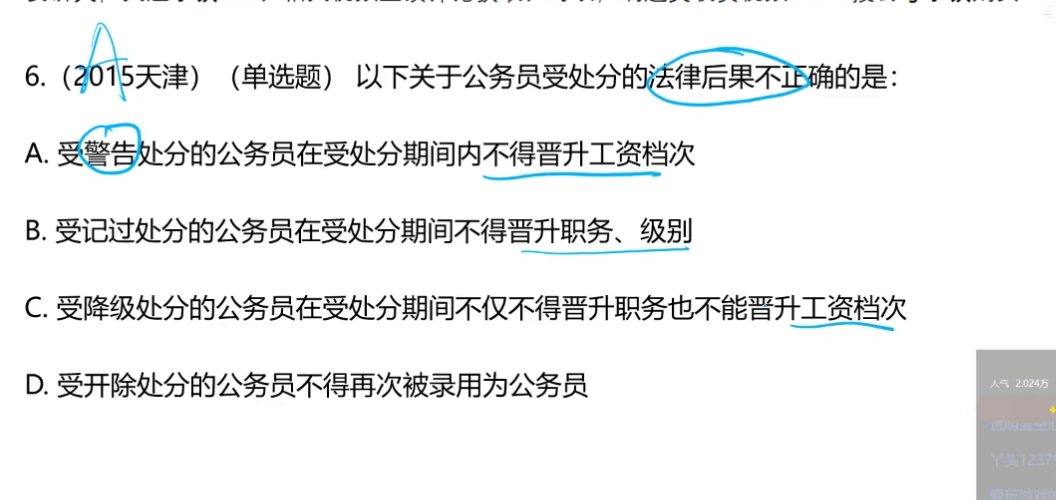 A
6.（2015天津）（单选题） 以下关于公务员受处分的法律后果不正确的是：
A. 受警告处分的公务员在受处分期间内不得晋升工资档次
B. 受记过处分的公务员在受处分期间不得晋升职务、级别
C. 受降级处分的公务员在受处分期间不仅不得晋升职务也不能晋升工资档次
D. 受开除处分的公务员不得再次被录用为公务员
人气 2.024万
丫头1237